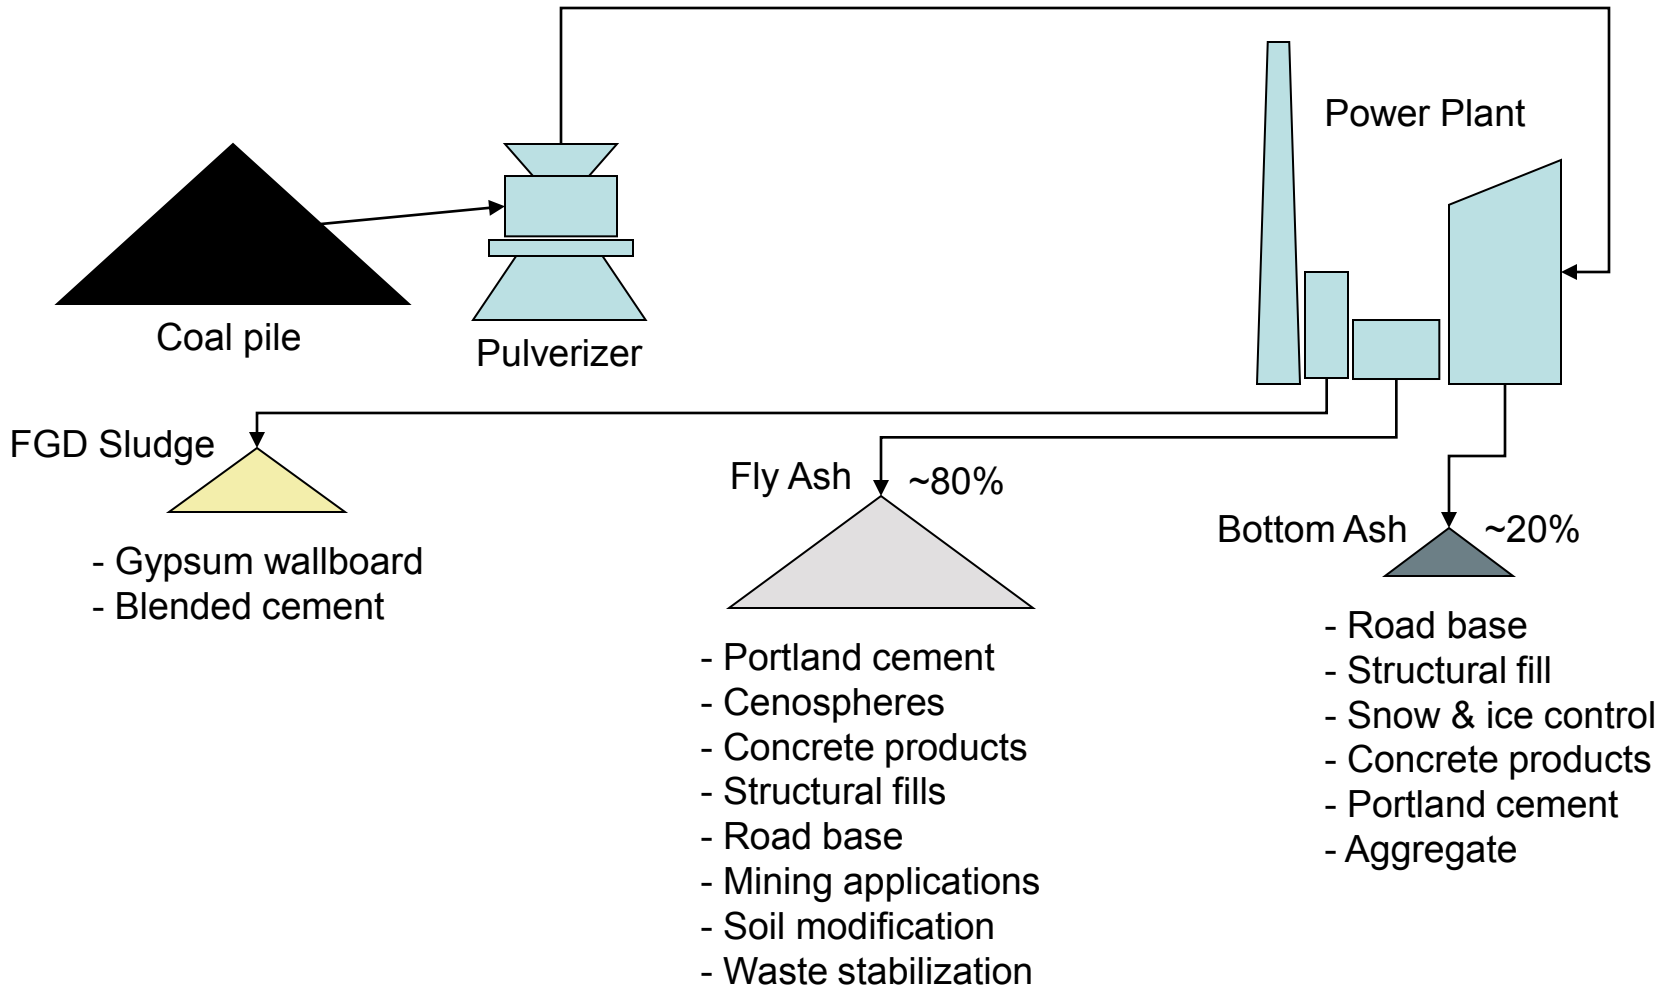 Power Plant
Coal pile
Pulverizer
FGD Sludge
- Gypsum wallboard
- Blended cement
Fly Ash
~80%
- Portland cement
- Cenospheres
- Concrete products
- Structural fills
- Road base
- Mining applications
- Soil modification
- Waste stabilization
Bottom Ash
~20%
- Road base
- Structural fill
- Snow & ice control
- Concrete products
- Portland cement
- Aggregate